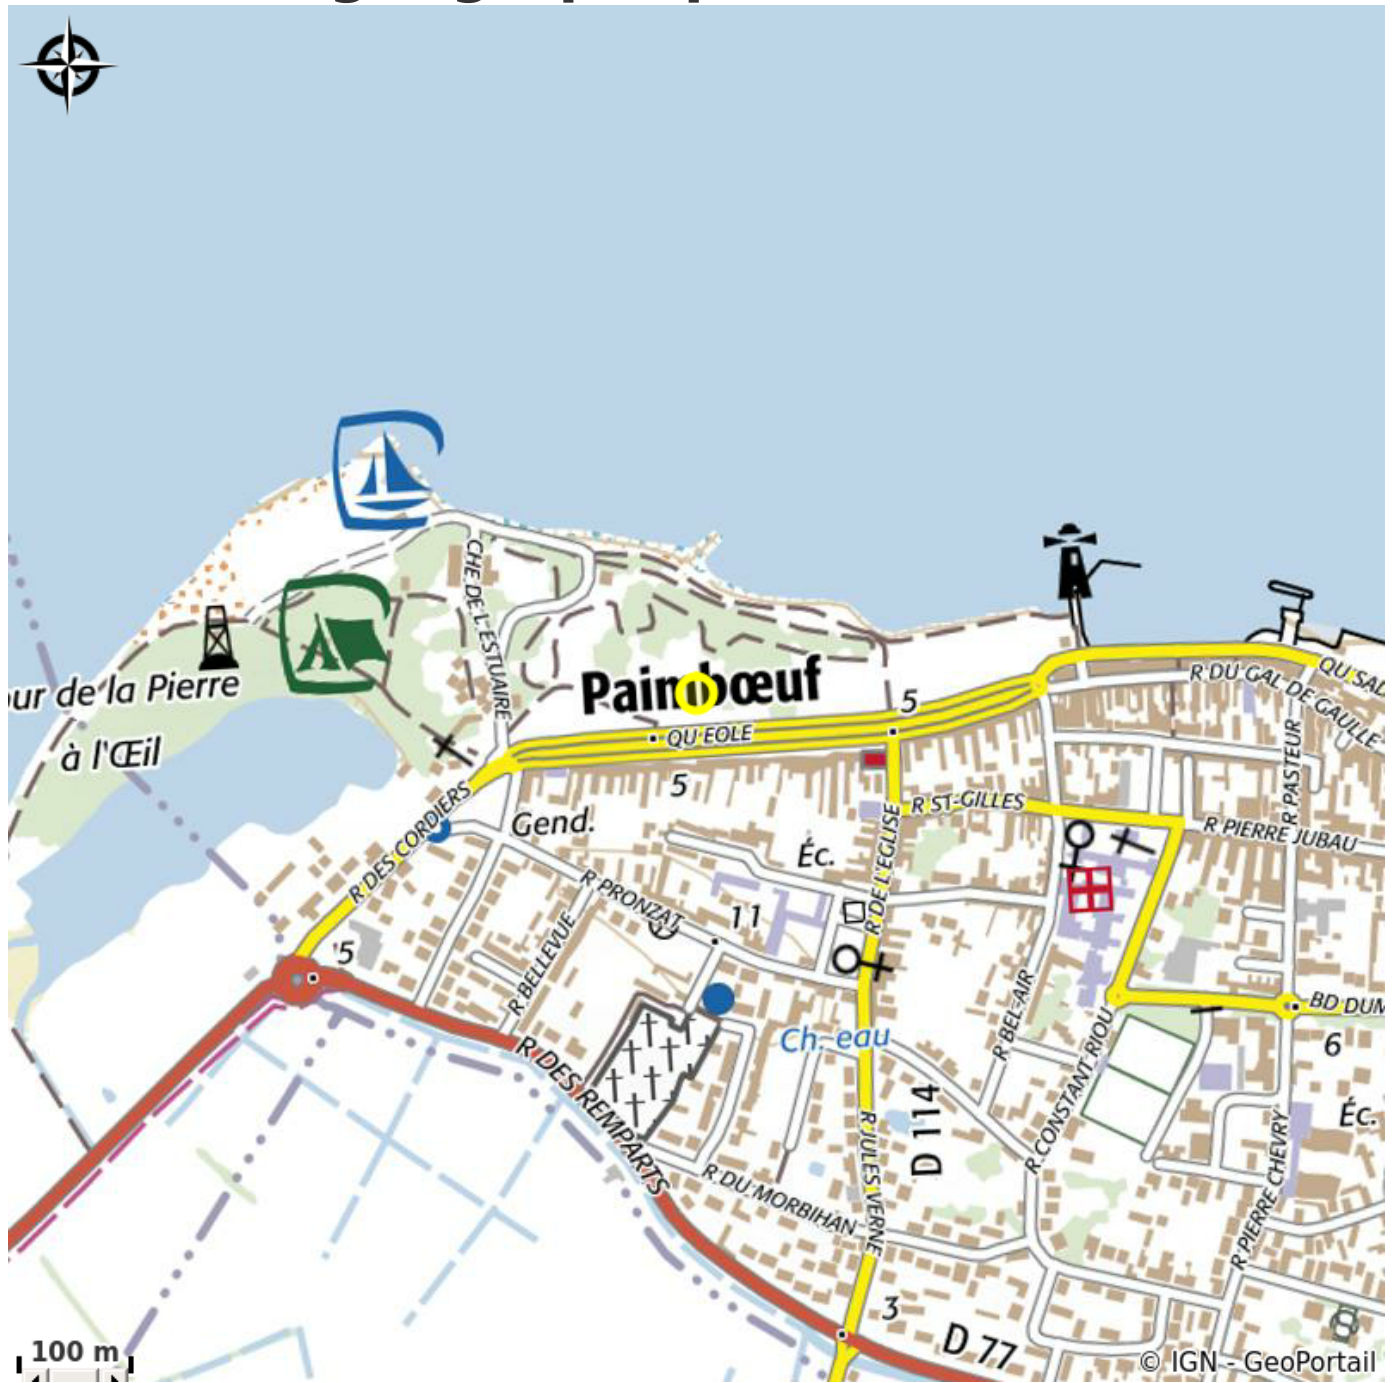 CHE DE L'ESTUAIRE
Paimbœuf
our de la Pierre
à l'Œil
5
QU EOLE
R DU GAL DE GAULLE
QU SAD
R PASTEUR
5
R DES CORDIERS
Gend.
R ST-GILLES
R PIERRE JUBAU
Éc.
R DE L'EGLISE
R PRONZAT
11
5
R BELLEVUE
R BEL-AIR
BD DUM
Ch. eau
6
R DES REMPARTS
R CONSTANT RIOU
D 114
Éc.
R JULES VERNE
R DU MORBIHAN
R PIERRE CHEVRY
3
D 77
100 m
© IGN - GeoPortail